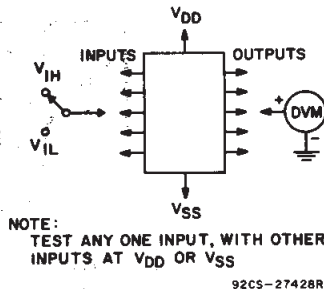 VDD
INPUTS
OUTPUTS
VIH
+
DVM
-
VIL
VSS
NOTE:
TEST ANY ONE INPUT, WITH OTHER
INPUTS AT VDD OR VSS
92CS-27428R